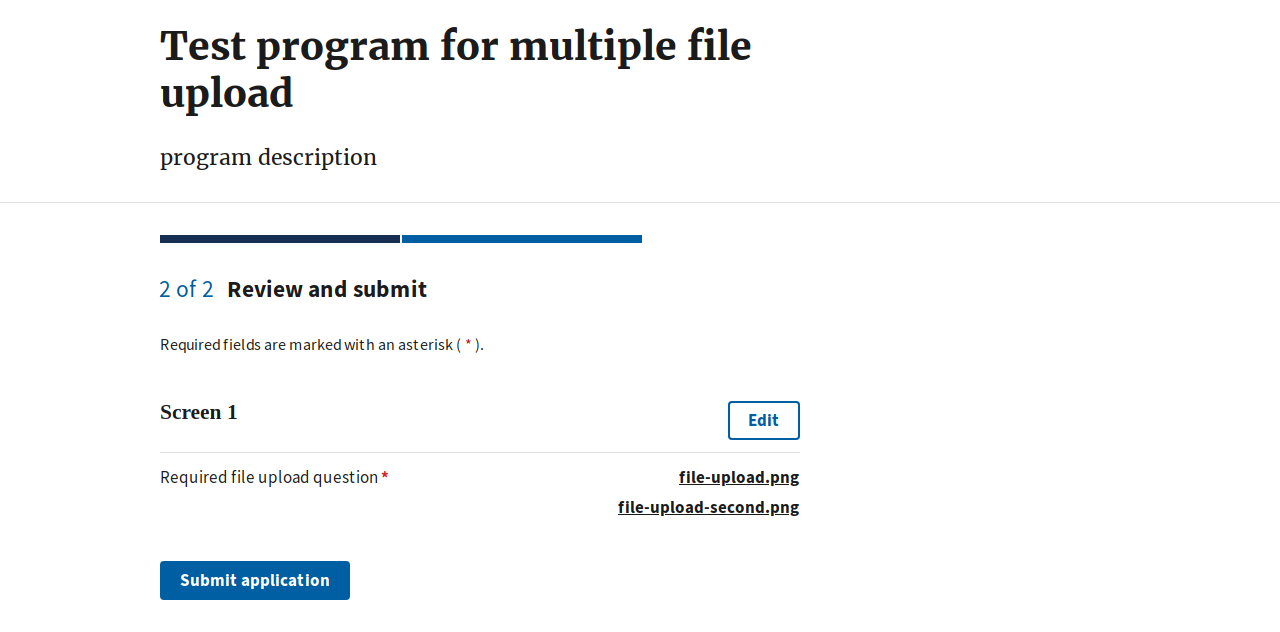 Test program for multiple file
upload
program description
2 of 2 Review and submit
Required fields are marked with an asterisk ( * ).
Screen 1
Edit
Required file upload question *
file-upload.png
file-upload-second.png
Submit application